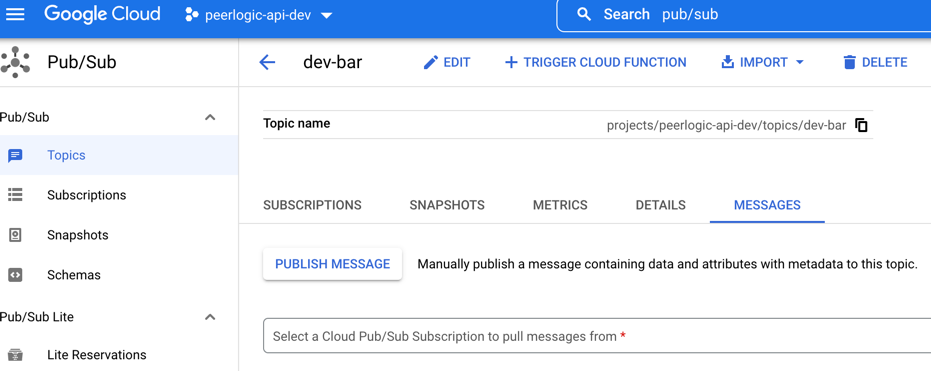 Google Cloud peerlogic-api-dev Search pub/sub
Pub/Sub dev-bar EDIT TRIGGER CLOUD FUNCTION IMPORT DELETE
Pub/Sub
Topics
Subscriptions
Snapshots
Schemas
Pub/Sub Lite
Lite Reservations
Topic name projects/peerlogic-api-dev/topics/dev-bar
SUBSCRIPTIONS SNAPSHOTS METRICS DETAILS MESSAGES
PUBLISH MESSAGE Manually publish a message containing data and attributes with metadata to this topic.
Select a Cloud Pub/Sub Subscription to pull messages from *